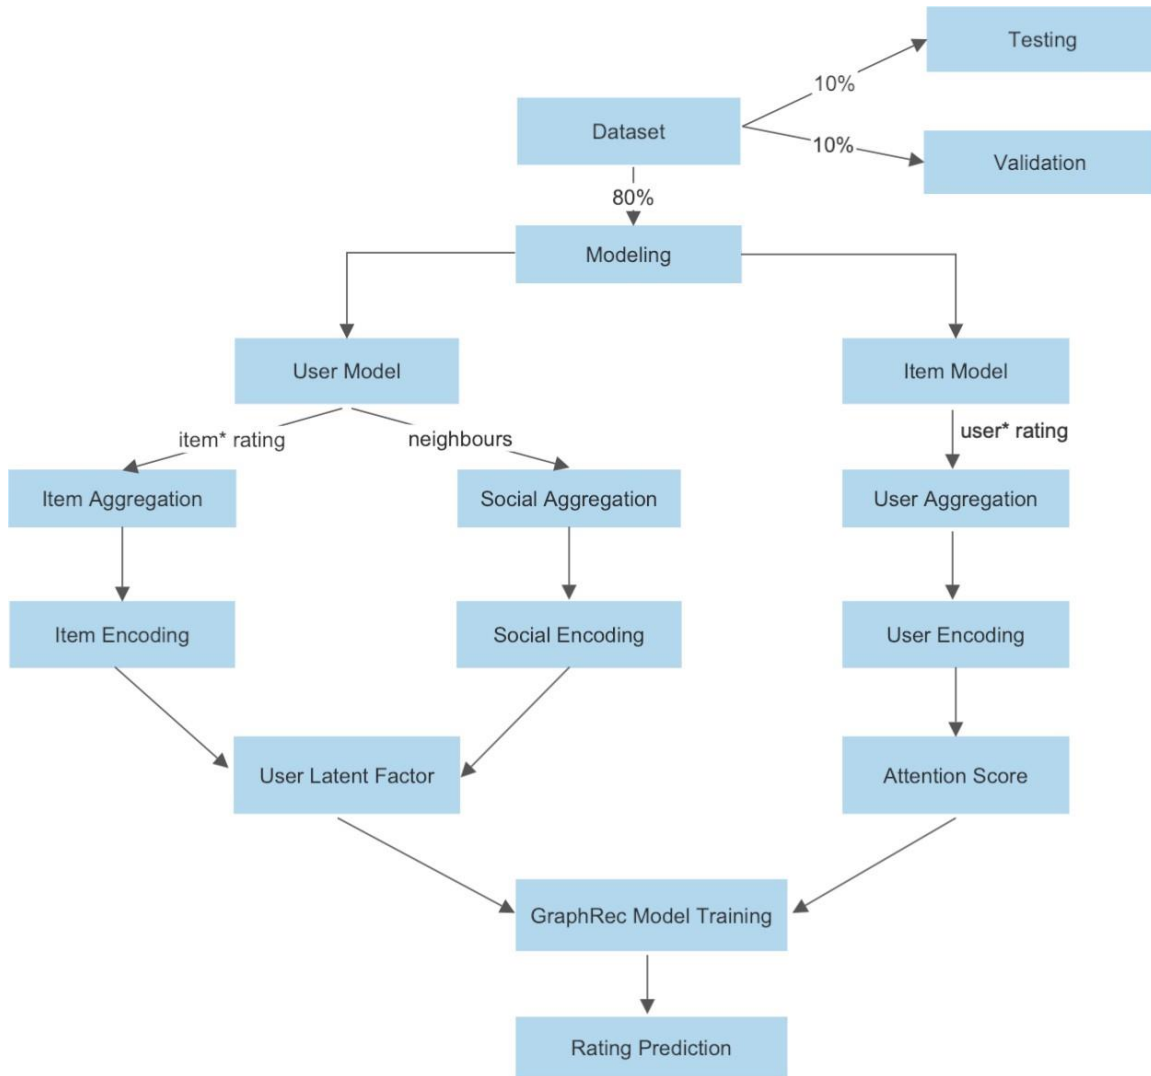 Testing
10%
Dataset
10%
Validation
80%
Modeling
User Model
Item Model
item* rating
neighbours
user* rating
Item Aggregation
Social Aggregation
User Aggregation
Item Encoding
Social Encoding
User Encoding
User Latent Factor
Attention Score
GraphRec Model Training
Rating Prediction